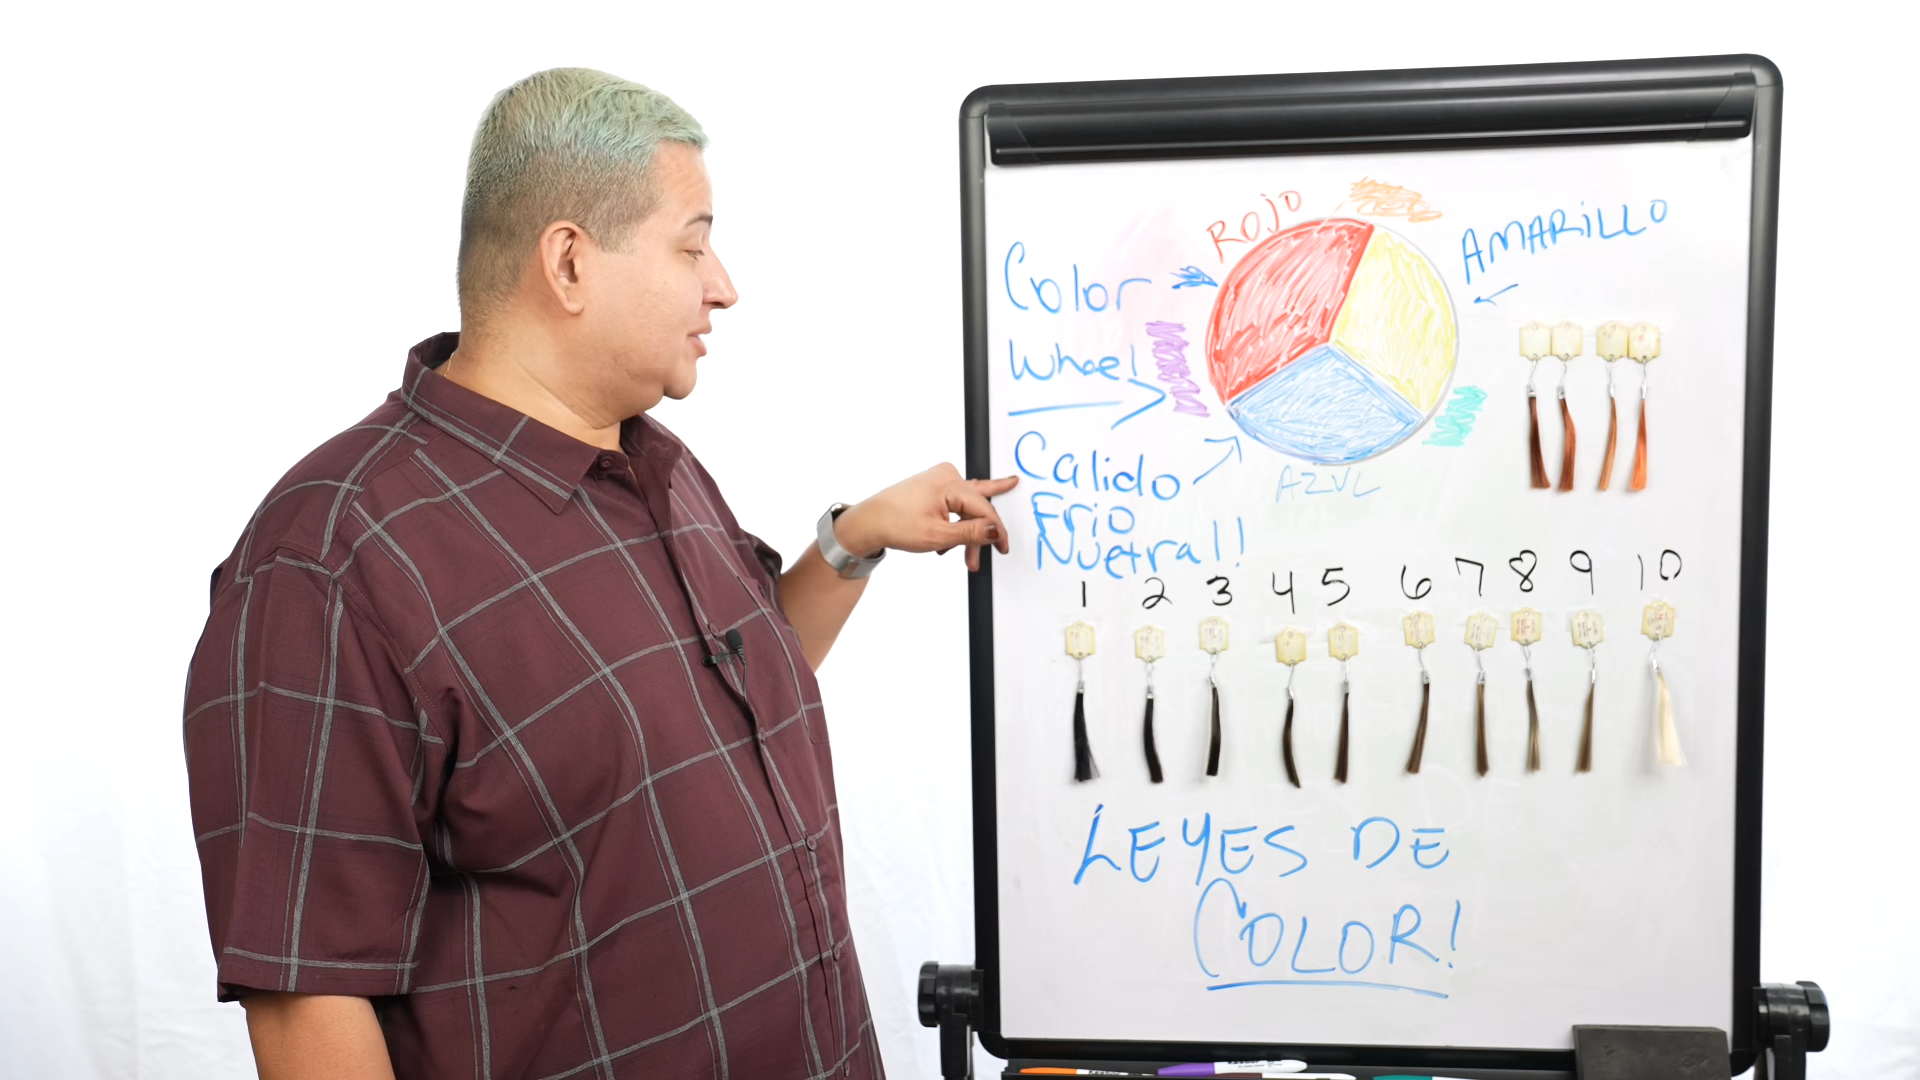 ROJO
AMARILLO
Color
Wheel
Calido
Frio
Nuetral!!
AZUL
1 2 3 4 5 6 7 8 9 10
LEYES DE
COLOR!